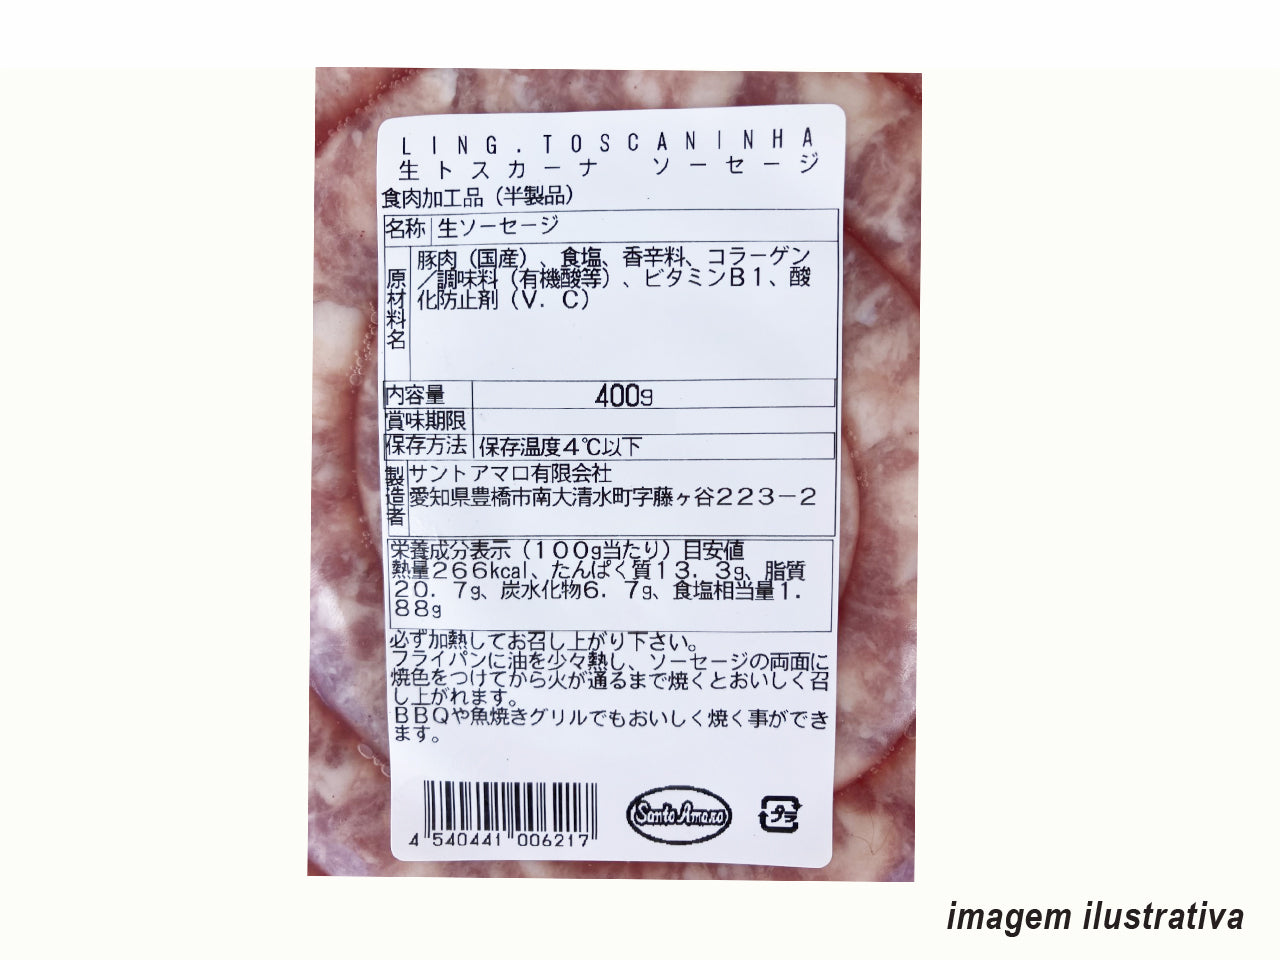 LING.TOSCANINHA
生トスカーナ　ソーセージ
食肉加工品（半製品）
名称 生ソーセージ
原材料名
豚肉（国産）、食塩、香辛料、コラーゲン
／調味料（有機酸等）、ビタミンB1、酸
化防止剤（V．C）
内容量 400g
賞味期限
保存方法 保存温度4℃以下
製造者
サントアマロ有限会社
愛知県豊橋市南大清水町字藤ヶ谷223－2
栄養成分表示（100g当たり）目安値
熱量266kcal、たんぱく質13．3g、脂質
20．7g、炭水化物6．7g、食塩相当量1．
88g
必ず加熱してお召し上がり下さい。
フライパンに油を少々熱し、ソーセージの両面に
焼色をつけてから火が通るまで焼くとおいしく召
し上がれます。
BBQや魚焼きグリルでもおいしく焼く事ができ
ます。
4 540441 006217
Santo Amaro
プラ
imagem ilustrativa